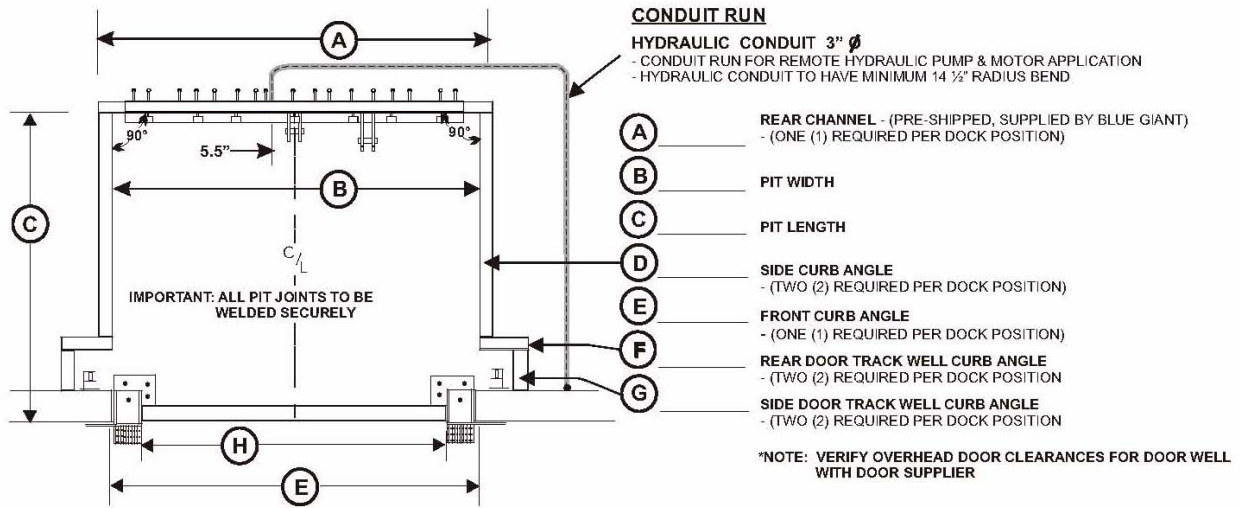 CONDUIT RUN
HYDRAULIC CONDUIT 3" Ø
- CONDUIT RUN FOR REMOTE HYDRAULIC PUMP & MOTOR APPLICATION
- HYDRAULIC CONDUIT TO HAVE MINIMUM 14 ½" RADIUS BEND
A
90°
90°
5.5"
B
C
C/L
IMPORTANT: ALL PIT JOINTS TO BE
WELDED SECURELY
H
E
A
REAR CHANNEL - (PRE-SHIPPED, SUPPLIED BY BLUE GIANT)
- (ONE (1) REQUIRED PER DOCK POSITION)
B
PIT WIDTH
C
PIT LENGTH
D
SIDE CURB ANGLE
- (TWO (2) REQUIRED PER DOCK POSITION)
E
FRONT CURB ANGLE
- (ONE (1) REQUIRED PER DOCK POSITION)
F
REAR DOOR TRACK WELL CURB ANGLE
- (TWO (2) REQUIRED PER DOCK POSITION
G
SIDE DOOR TRACK WELL CURB ANGLE
- (TWO (2) REQUIRED PER DOCK POSITION
*NOTE: VERIFY OVERHEAD DOOR CLEARANCES FOR DOOR WELL
WITH DOOR SUPPLIER